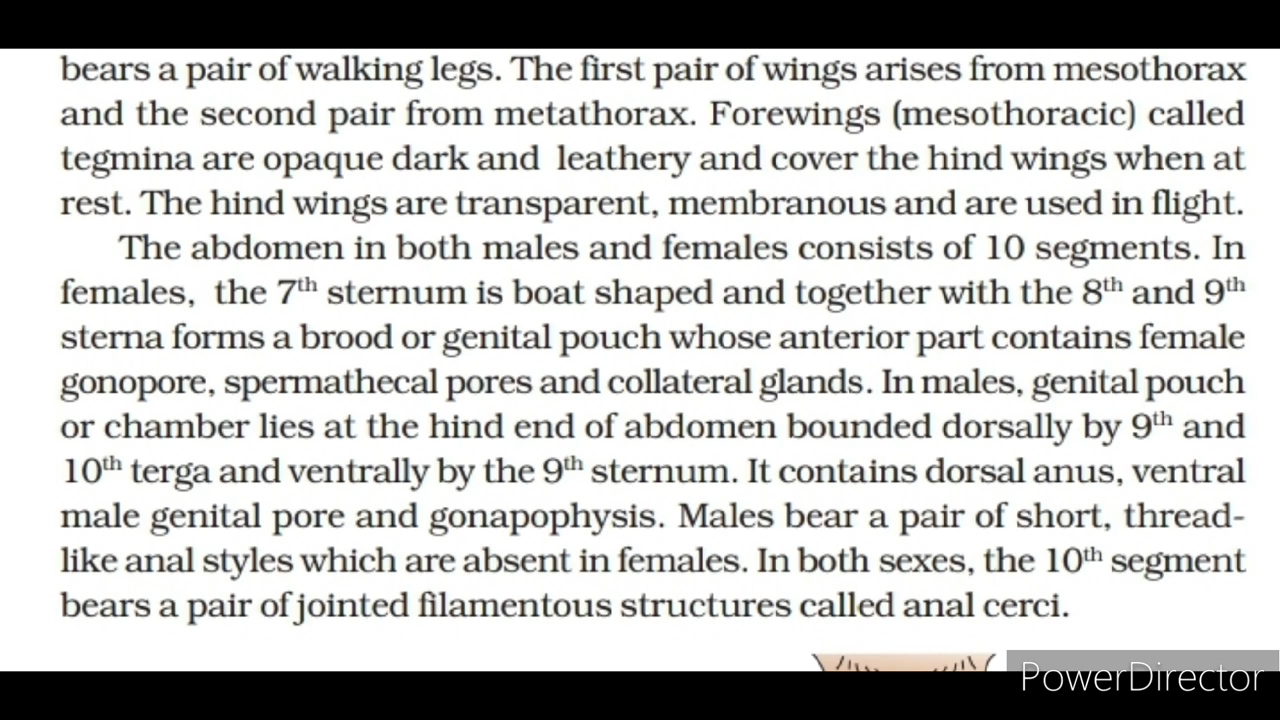 bears a pair of walking legs. The first pair of wings arises from mesothorax
and the second pair from metathorax. Forewings (mesothoracic) called
tegmina are opaque dark and leathery and cover the hind wings when at
rest. The hind wings are transparent, membranous and are used in flight.
The abdomen in both males and females consists of 10 segments. In
females, the 7th sternum is boat shaped and together with the 8th and 9th
sterna forms a brood or genital pouch whose anterior part contains female
gonopore, spermathecal pores and collateral glands. In males, genital pouch
or chamber lies at the hind end of abdomen bounded dorsally by 9th and
10th terga and ventrally by the 9th sternum. It contains dorsal anus, ventral
male genital pore and gonapophysis. Males bear a pair of short, thread-
like anal styles which are absent in females. In both sexes, the 10th segment
bears a pair of jointed filamentous structures called anal cerci.
PowerDirector